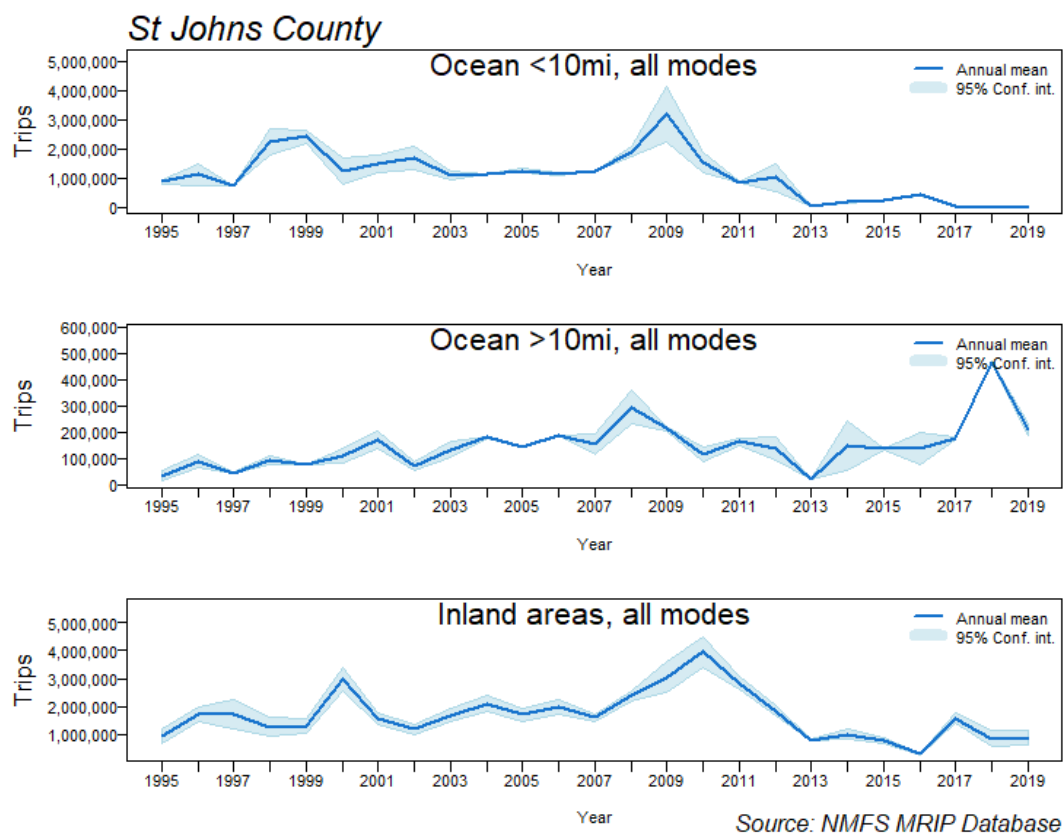 St Johns County
Ocean <10mi, all modes
Annual mean
95% Conf. int.
Trips
5,000,000
4,000,000
3,000,000
2,000,000
1,000,000
0
1995 1997 1999 2001 2003 2005 2007 2009 2011 2013 2015 2017 2019
Year
Ocean >10mi, all modes
Annual mean
95% Conf. int.
Trips
600,000
500,000
400,000
300,000
200,000
100,000
0
1995 1997 1999 2001 2003 2005 2007 2009 2011 2013 2015 2017 2019
Year
Inland areas, all modes
Annual mean
95% Conf. int.
Trips
5,000,000
4,000,000
3,000,000
2,000,000
1,000,000
1995 1997 1999 2001 2003 2005 2007 2009 2011 2013 2015 2017 2019
Year
Source: NMFS MRIP Database